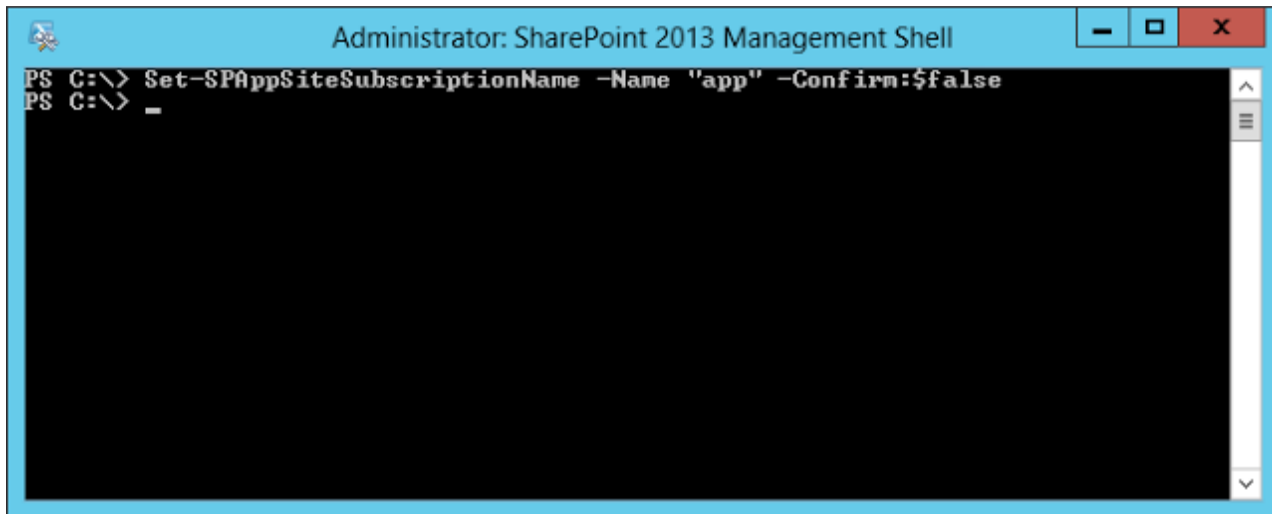 Administrator: SharePoint 2013 Management Shell
PS C:\> Set-SPAppSiteSubscriptionName -Name "app" -Confirm:$false
PS C:\> _